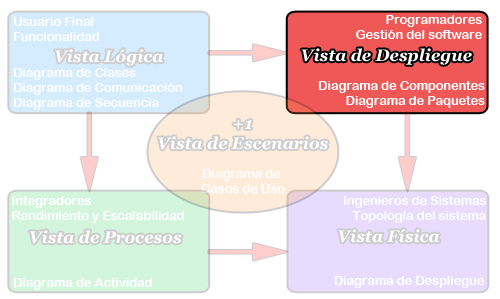 Usuario Final
Funcionalidad
Vista Lógica
Diagrama de Clases
Diagrama de Comunicación
Diagrama de Secuencia
Programadores
Gestión del software
Vista de Despliegue
Diagrama de Componentes
Diagrama de Paquetes
+1
Vista de Escenarios
Diagrama de
Casos de Uso
Integradores
Rendimiento y Escalabilidad
Vista de Procesos
Diagrama de Actividad
Ingenieros de Sistemas
Topología del sistema
Vista Física
Diagrama de Despliegue